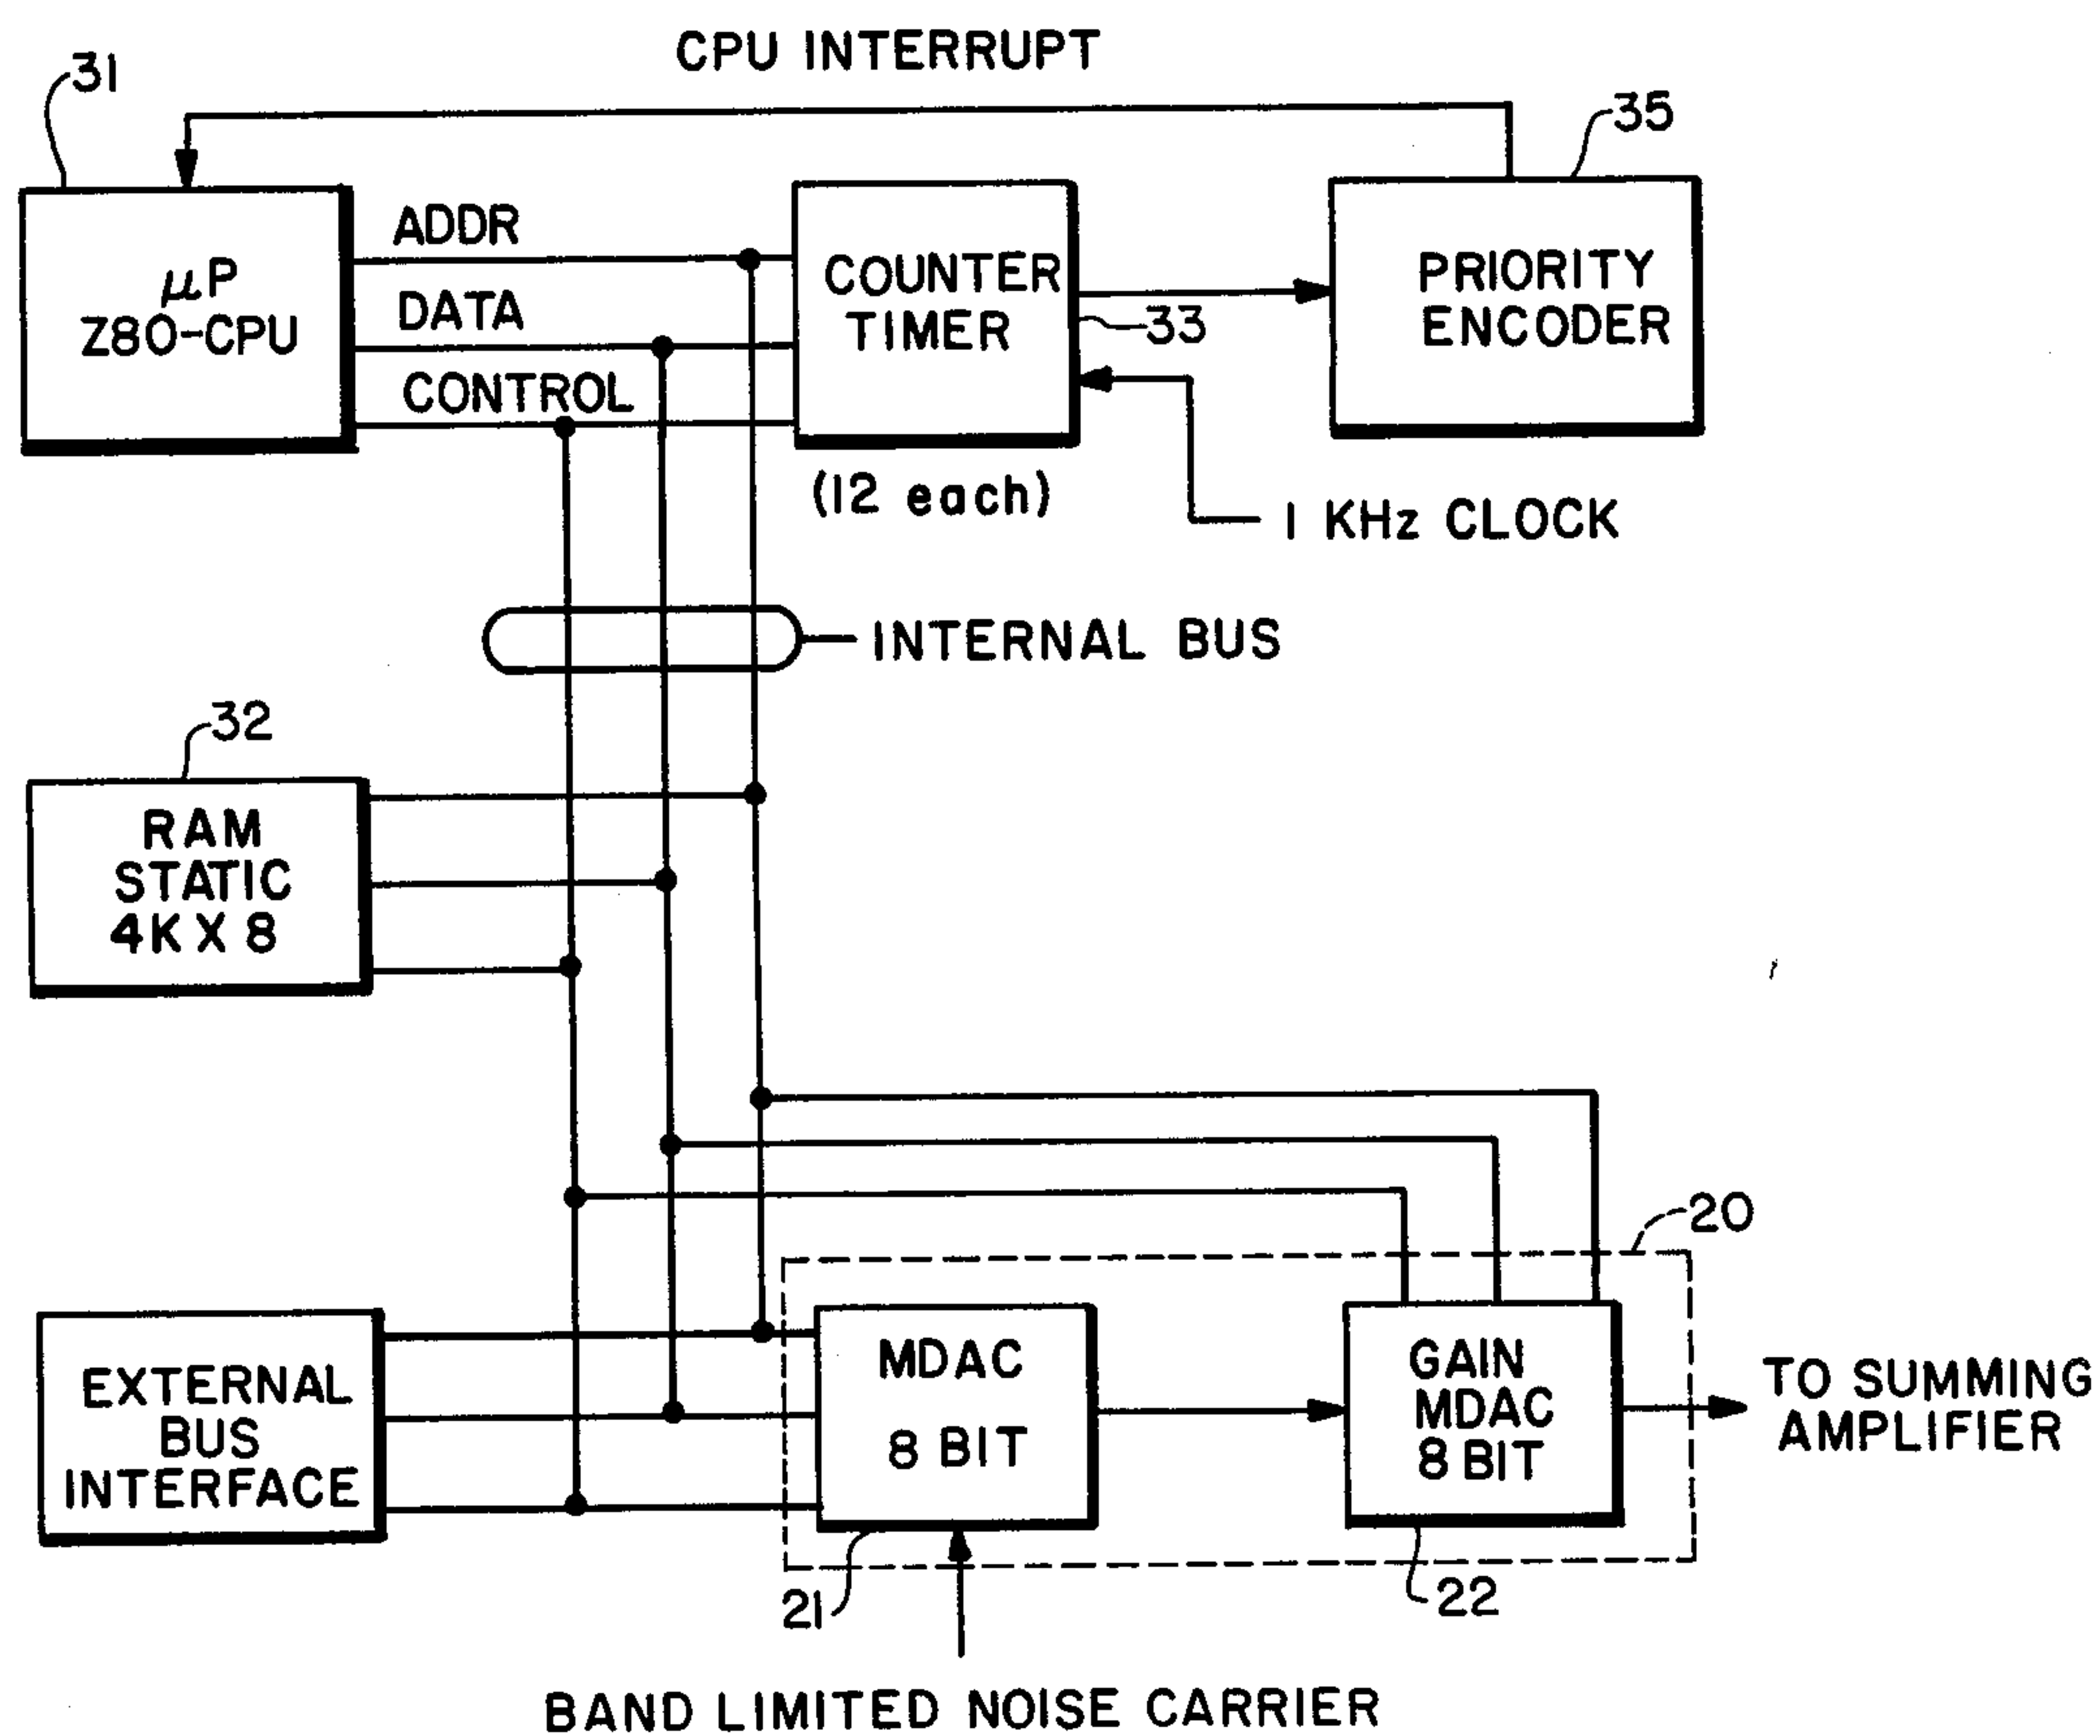 CPU INTERRUPT
31
35
μP
Z80-CPU
ADDR
DATA
CONTROL
COUNTER
TIMER
33
PRIORITY
ENCODER
(12 each)
1 KHz CLOCK
INTERNAL BUS
32
RAM
STATIC
4K X 8
20
EXTERNAL
BUS
INTERFACE
MDAC
8 BIT
GAIN
MDAC
8 BIT
TO SUMMING
AMPLIFIER
21
22
BAND LIMITED NOISE CARRIER